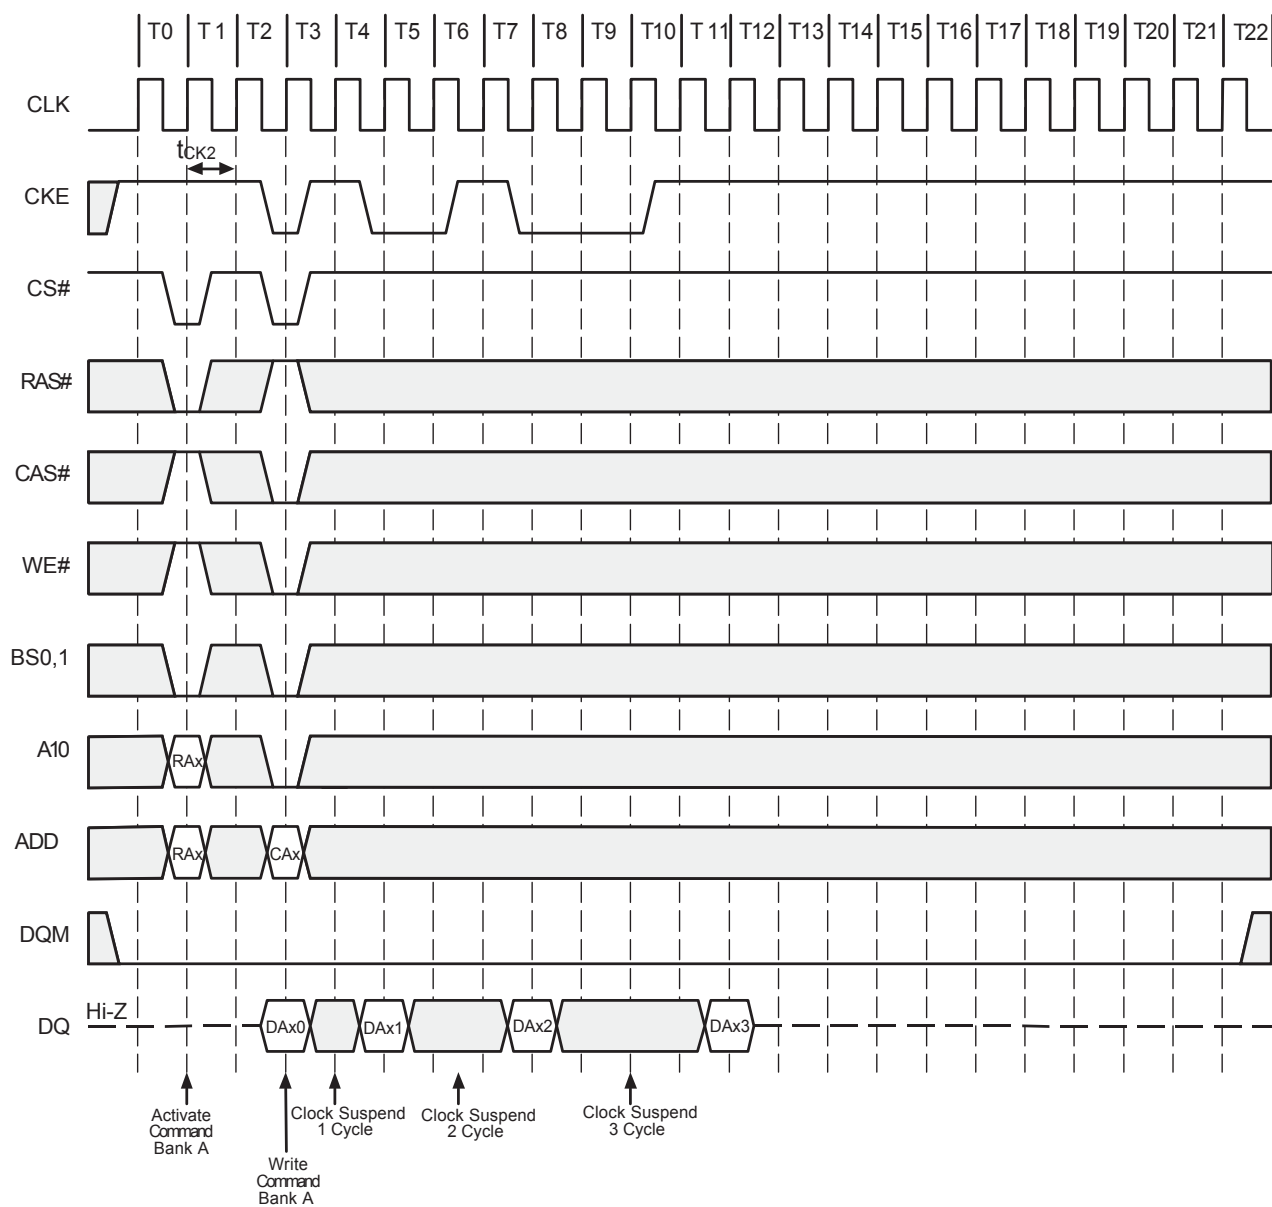 T0 T1 T2 T3 T4 T5 T6 T7 T8 T9 T10 T11 T12 T13 T14 T15 T16 T17 T18 T19 T20 T21 T22
CLK
tCK2
CKE
CS#
RAS#
CAS#
WE#
BS0,1
A10
RAx
ADD
RAx CAx
DQM
Hi-Z
DQ
DAx0 DAx1 DAx2 DAx3
Activate
Command
Bank A
Write
Command
Bank A
Clock Suspend
1 Cycle
Clock Suspend
2 Cycle
Clock Suspend
3 Cycle